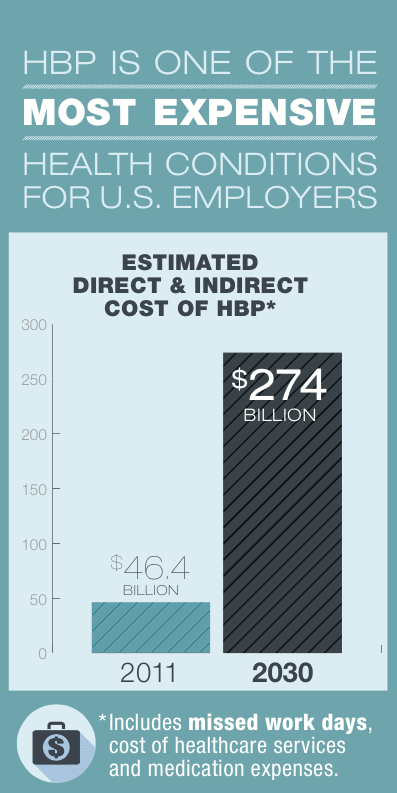 HBP IS ONE OF THE
MOST EXPENSIVE
HEALTH CONDITIONS
FOR U.S. EMPLOYERS
ESTIMATED
DIRECT & INDIRECT
COST OF HBP*
300
250
200
150
100
50
0
$46.4
BILLION
$274
BILLION
2011
2030
$
*Includes missed work days,
cost of healthcare services
and medication expenses.